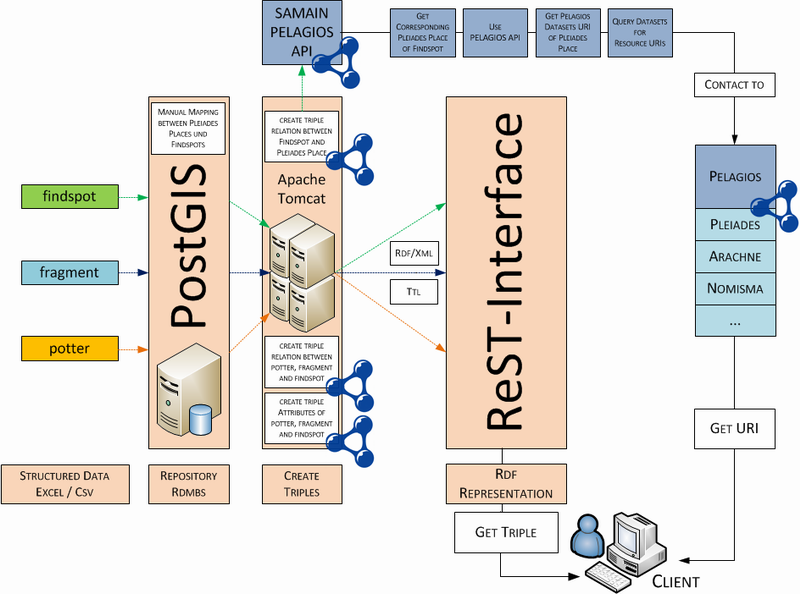 SAMAIN
PELAGIOS
API
GET
CORRESPONDING
PLEIADES PLACE
OF FINDSPOT
USE
PELAGIOS API
GET PELAGIOS
DATASETS URI
OF PLEIADES
PLACE
QUERY DATASETS
FOR
RESOURCE URIS
CONTACT TO
MANUAL MAPPING
BETWEEN PLEIADES
PLACES UND
FINDSPOTS
CREATE TRIPLE
RELATION BETWEEN
FINDSPOT AND
PLEIADES PLACE
Apache
Tomcat
findspot
fragment
potter
PostGIS
RDF/XML
TTL
ReST-Interface
PELAGIOS
PLEIADES
ARACHNE
NOMISMA
...
CREATE TRIPLE
RELATION BETWEEN
POTTER, FRAGMENT
AND FINDSPOT
CREATE TRIPLE
ATTRIBUTES OF
POTTER, FRAGMENT
AND FINDSPOT
GET URI
STRUCTURED DATA
EXCEL / CSV
REPOSITORY
RDMBS
CREATE
TRIPLES
RDF
REPRESENTATION
GET TRIPLE
CLIENT